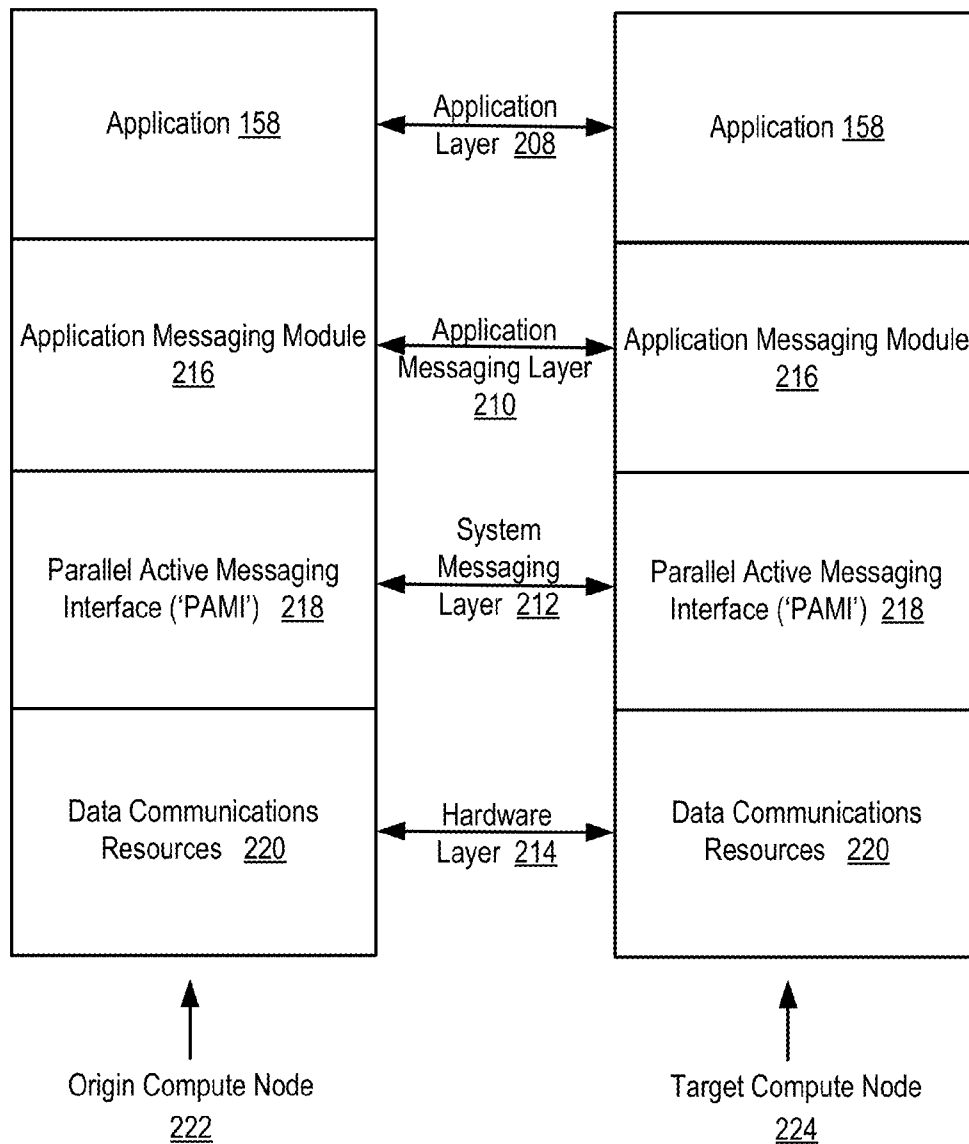 Application 158
Application
Layer 208
Application 158
Application Messaging Module
216
Application
Messaging Layer
210
Application Messaging Module
216
Parallel Active Messaging
Interface (‘PAMI’) 218
System
Messaging
Layer 212
Parallel Active Messaging
Interface (‘PAMI’) 218
Data Communications
Resources 220
Hardware
Layer 214
Data Communications
Resources 220
Origin Compute Node
222
Target Compute Node
224